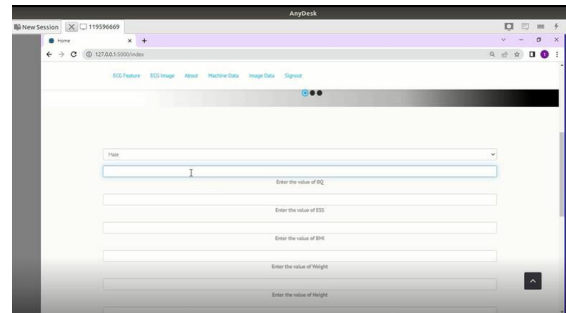 AnyDesk
New Session
119596669
Home
127.0.0.1:5000/index
ECG Feature ECG Image About Machine Data Image Data Signout
Male
Enter the value of BQ
Enter the value of ESS
Enter the value of BMI
Enter the value of Weight
Enter the value of Height